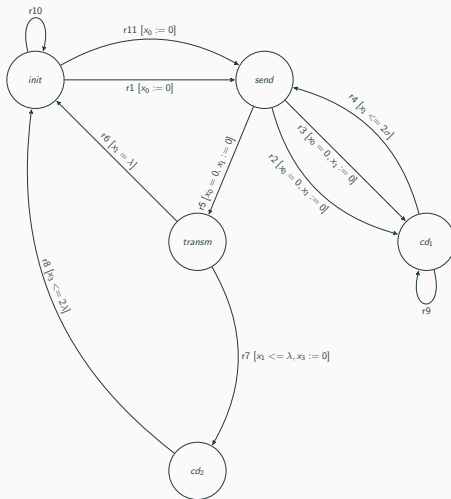 r10
r11 [x₀ := 0]
init
send
r1 [x₀ := 0]
r4 [x₁ <= 2σ]
r3 [x₀ = 0, x₁ := 0]
r6 [x₁ = λ]
r5 [x₀ = 0, x₁ := 0]
r2 [x₀ = 0, x₁ := 0]
transm
cd₁
r8 [x₃ <= 2λ]
r9
r7 [x₁ <= λ, x₃ := 0]
cd₂